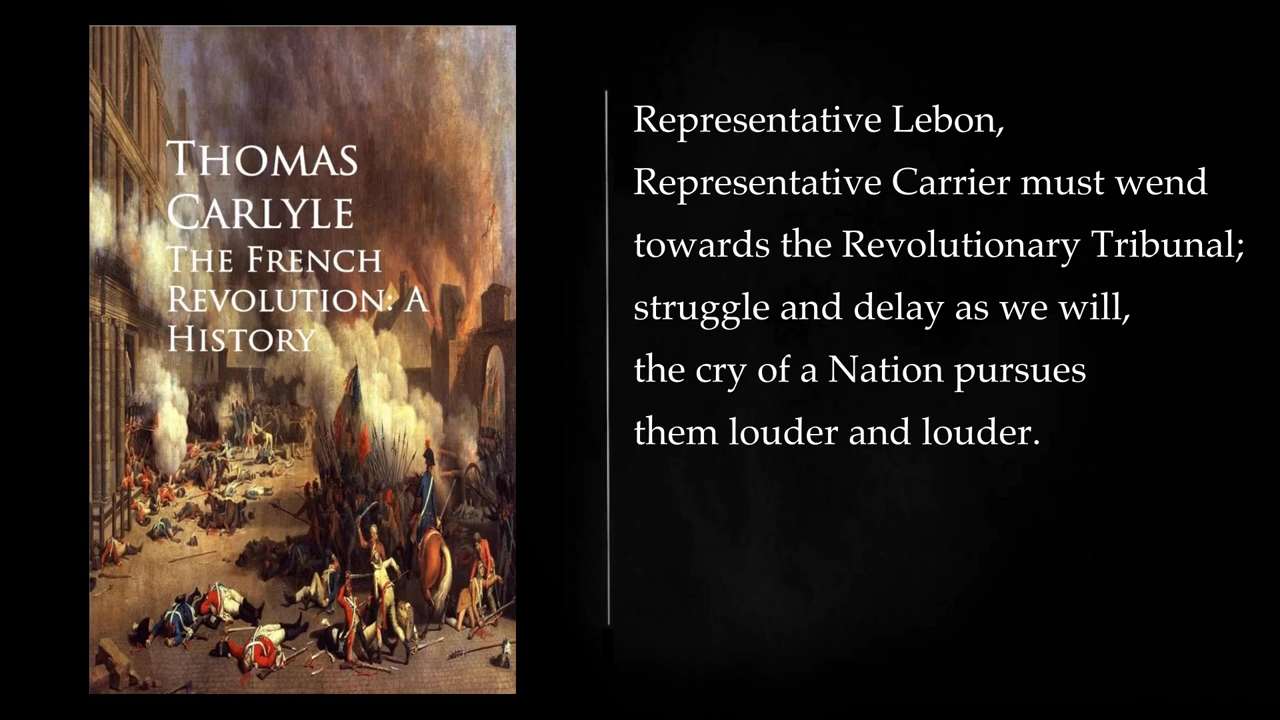 THOMAS
CARLYLE
THE FRENCH
REVOLUTION: A
HISTORY
Representative Lebon,
Representative Carrier must wend
towards the Revolutionary Tribunal;
struggle and delay as we will,
the cry of a Nation pursues
them louder and louder.